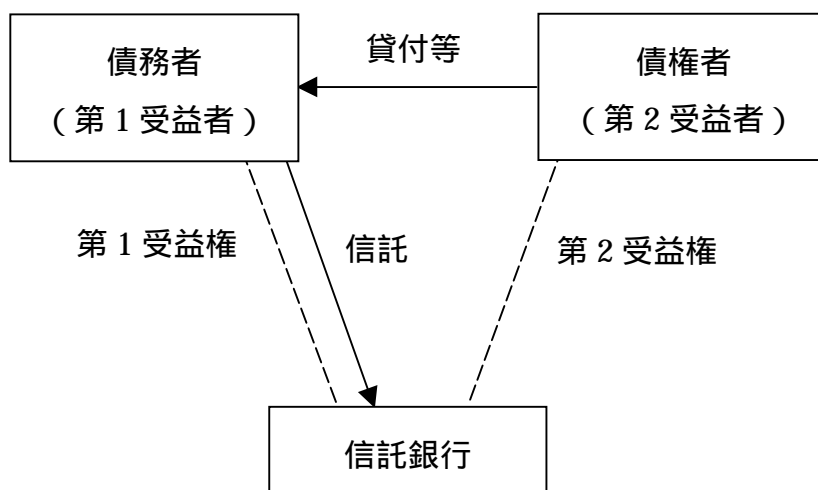 債務者
（第1受益者）
貸付等
債権者
（第2受益者）
第1受益権
信託
第2受益権
信託銀行